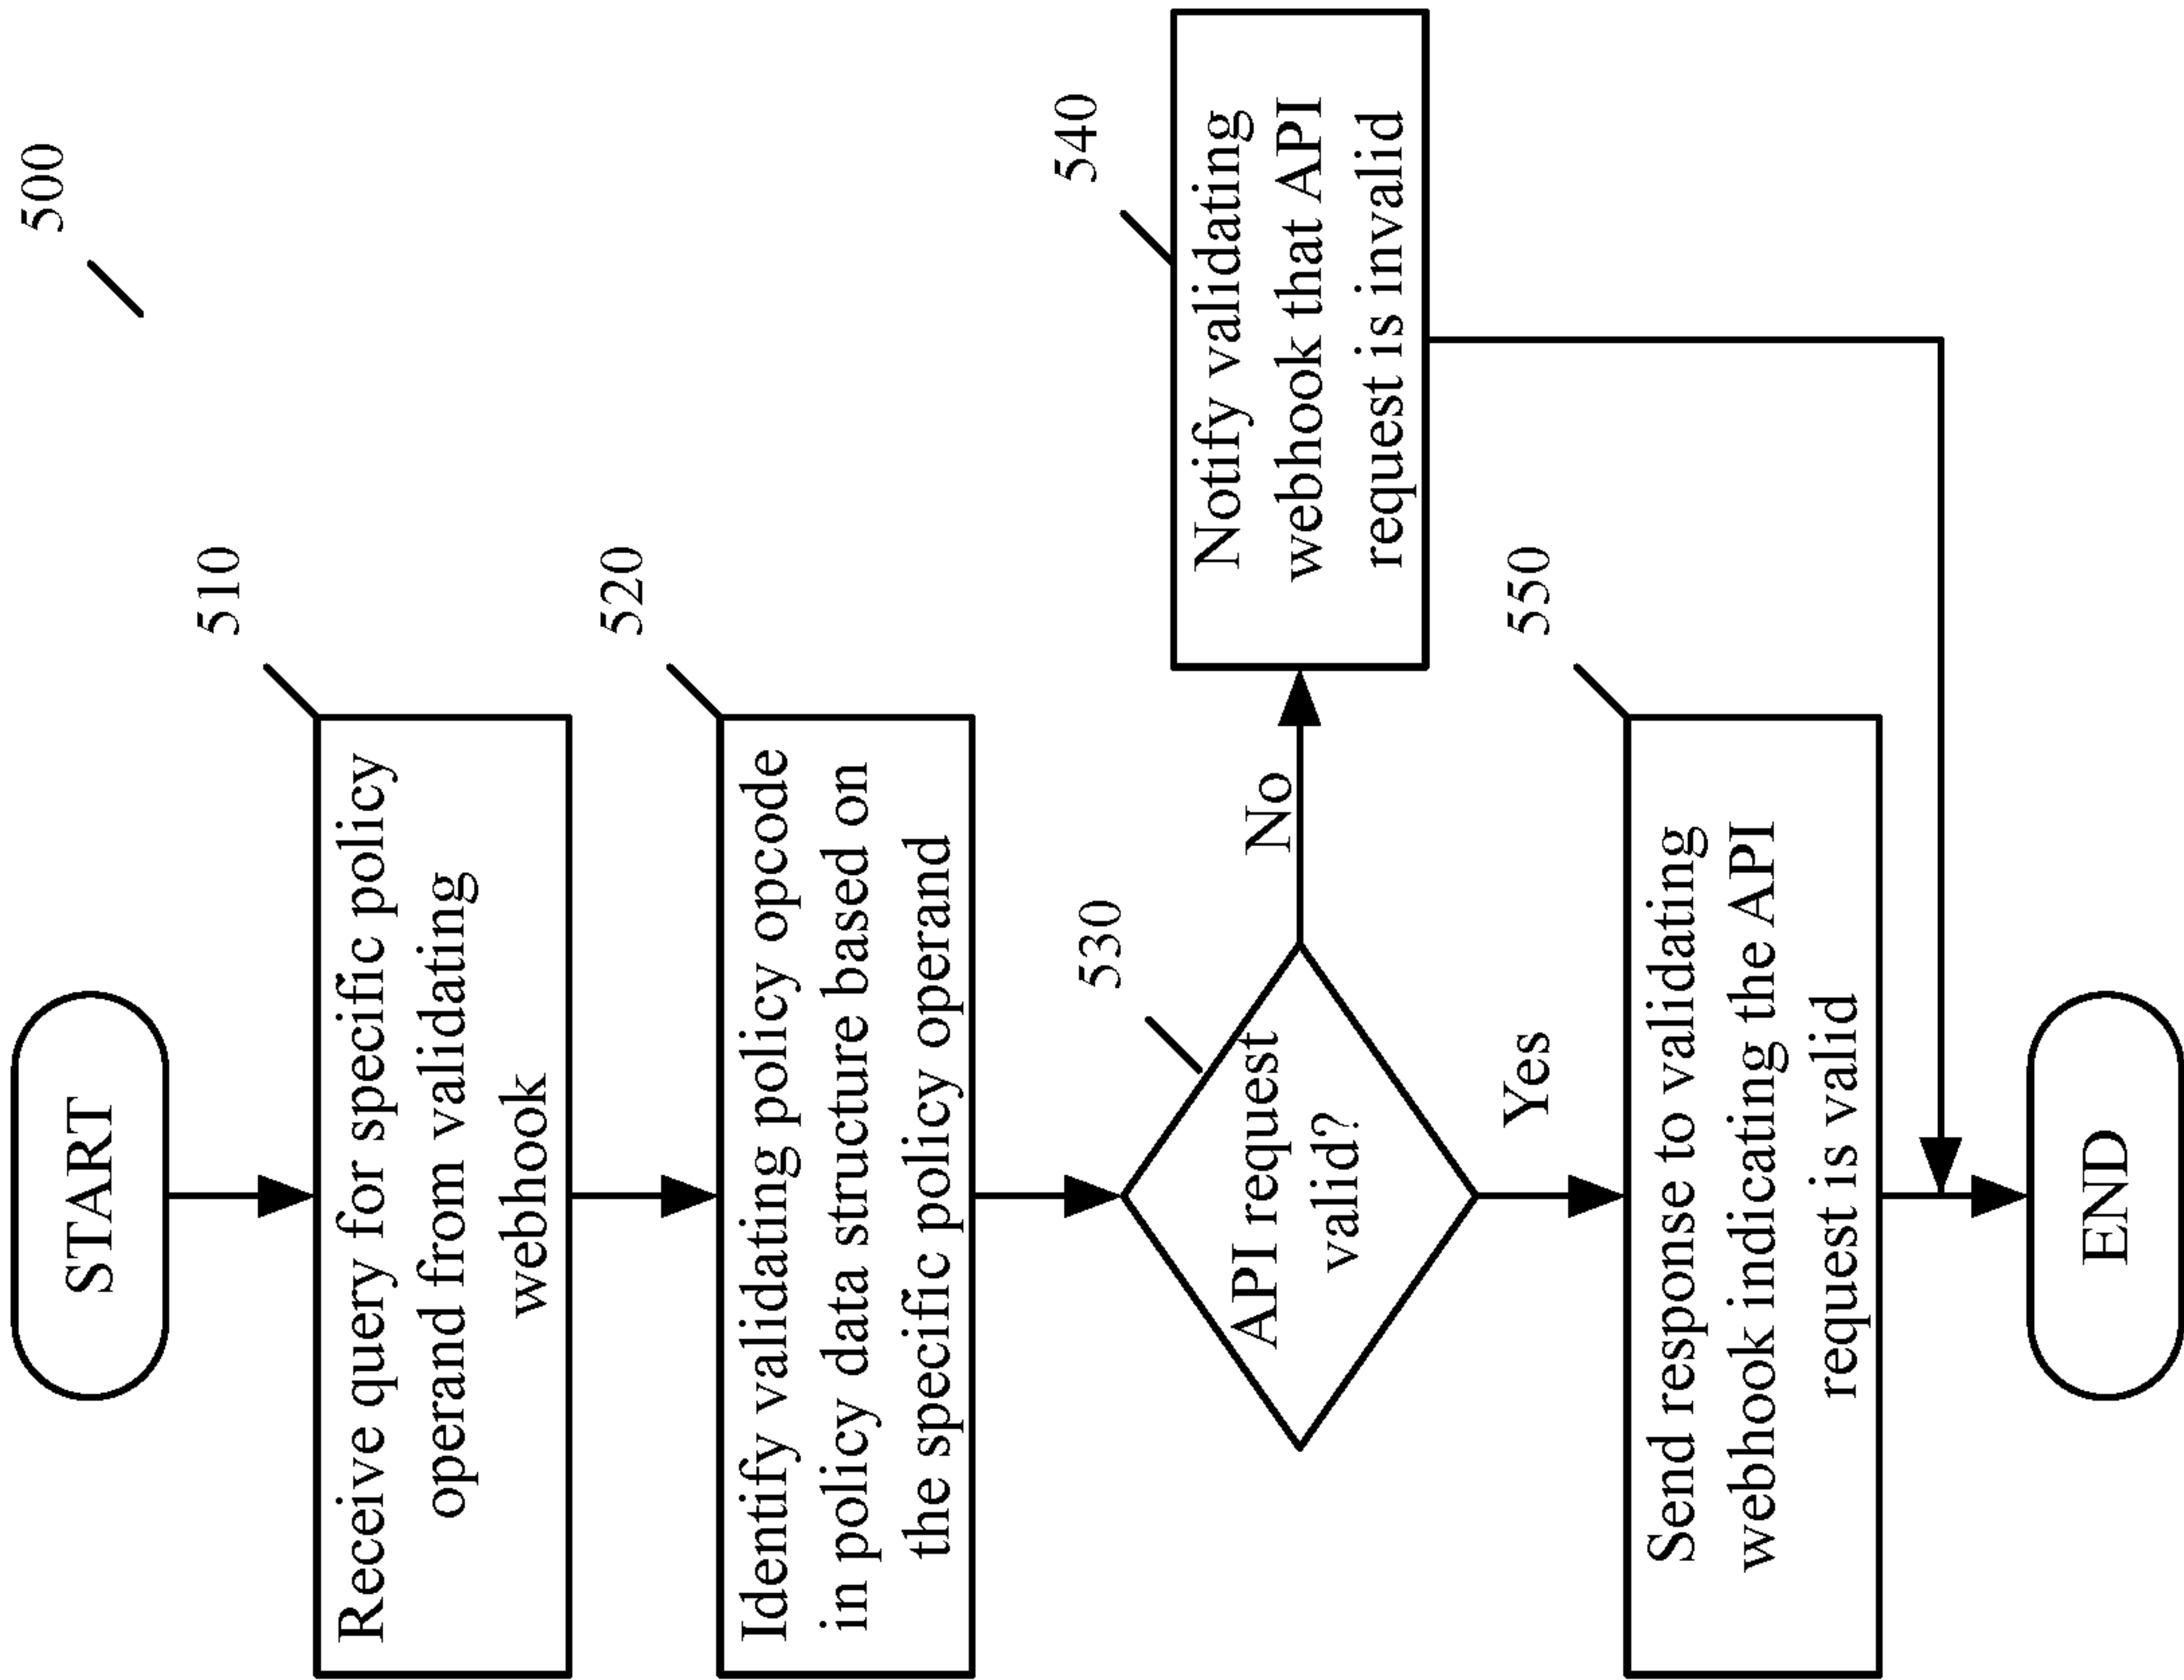 500
START
510
Receive query for specific policy
operand from validating
webhook
520
Identify validating policy opcode
in policy data structure based on
the specific policy operand
530
API request
valid?
No
540
Notify validating
webhook that API
request is invalid
Yes
550
Send response to validating
webhook indicating the API
request is valid
END